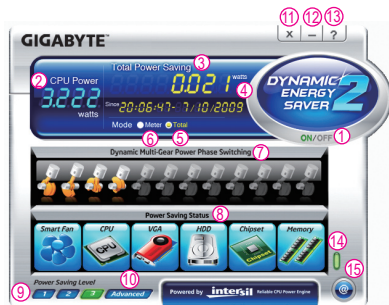 11 12 13
X – ?
GIGABYTE™
Total Power Saving 3
2 CPU Power
0.021 watts
3.222 watts
4
Since 20:06:47- 7/10/2009
Mode Meter Total
6 5
DYNAMIC ENERGY SAVER 2
ON/OFF 1
Dynamic Multi-Gear Power Phase Switching 7
Power Saving Status 8
Smart Fan CPU VGA HDD Chipset Memory
CPU Chipset
14
10 15
Power Saving Level
9 1 2 3 Advanced
Powered by intersil Reliable CPU Power Engine
@